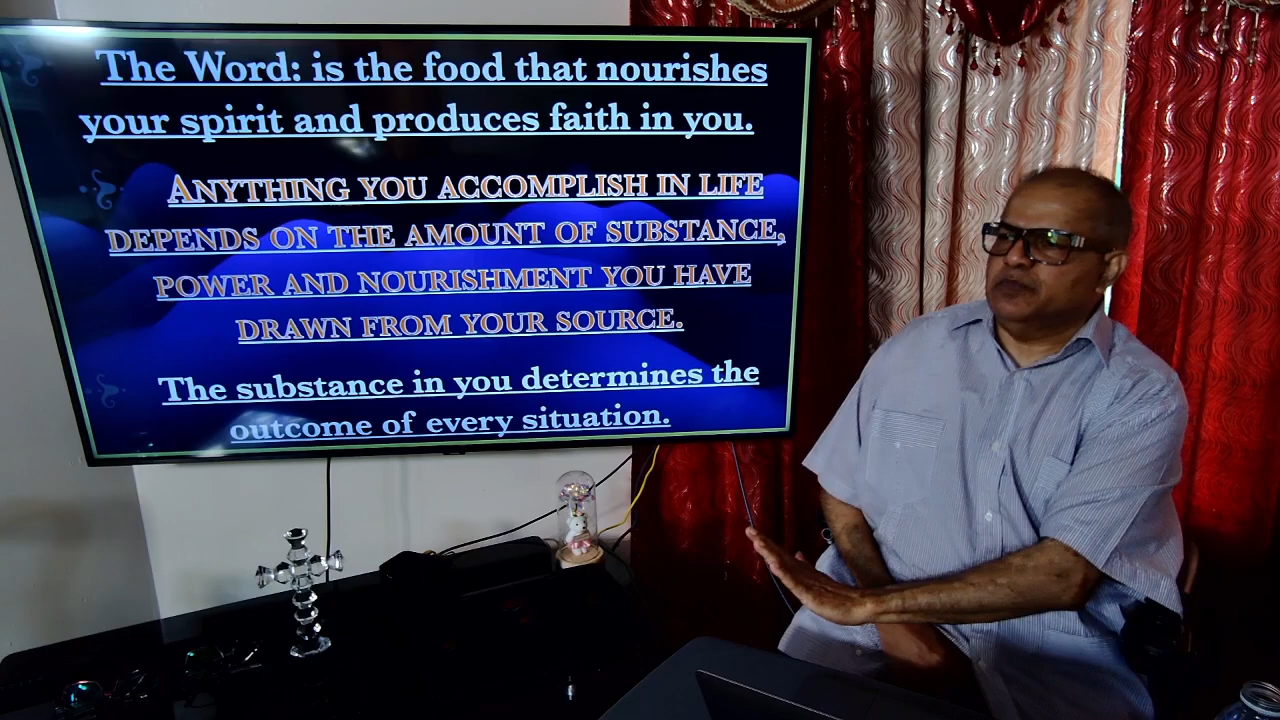 The Word: is the food that nourishes
your spirit and produces faith in you.
ANYTHING YOU ACCOMPLISH IN LIFE
DEPENDS ON THE AMOUNT OF SUBSTANCE,
POWER AND NOURISHMENT YOU HAVE
DRAWN FROM YOUR SOURCE.
The substance in you determines the
outcome of every situation.